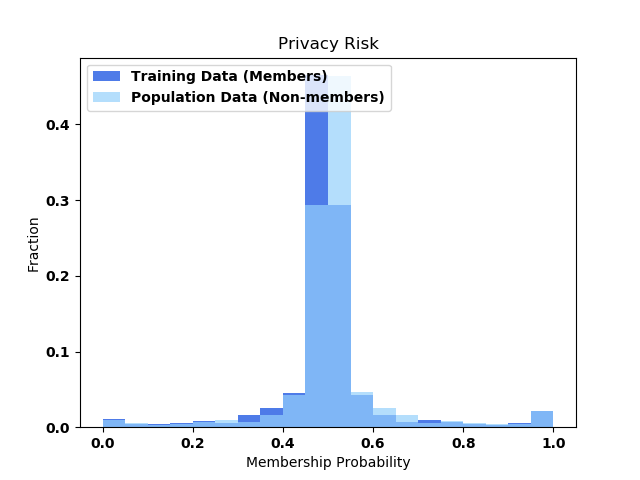 Privacy Risk
Training Data (Members)
Population Data (Non-members)
Fraction
0.4
0.3
0.2
0.1
0.0
0.0 0.2 0.4 0.6 0.8 1.0
Membership Probability